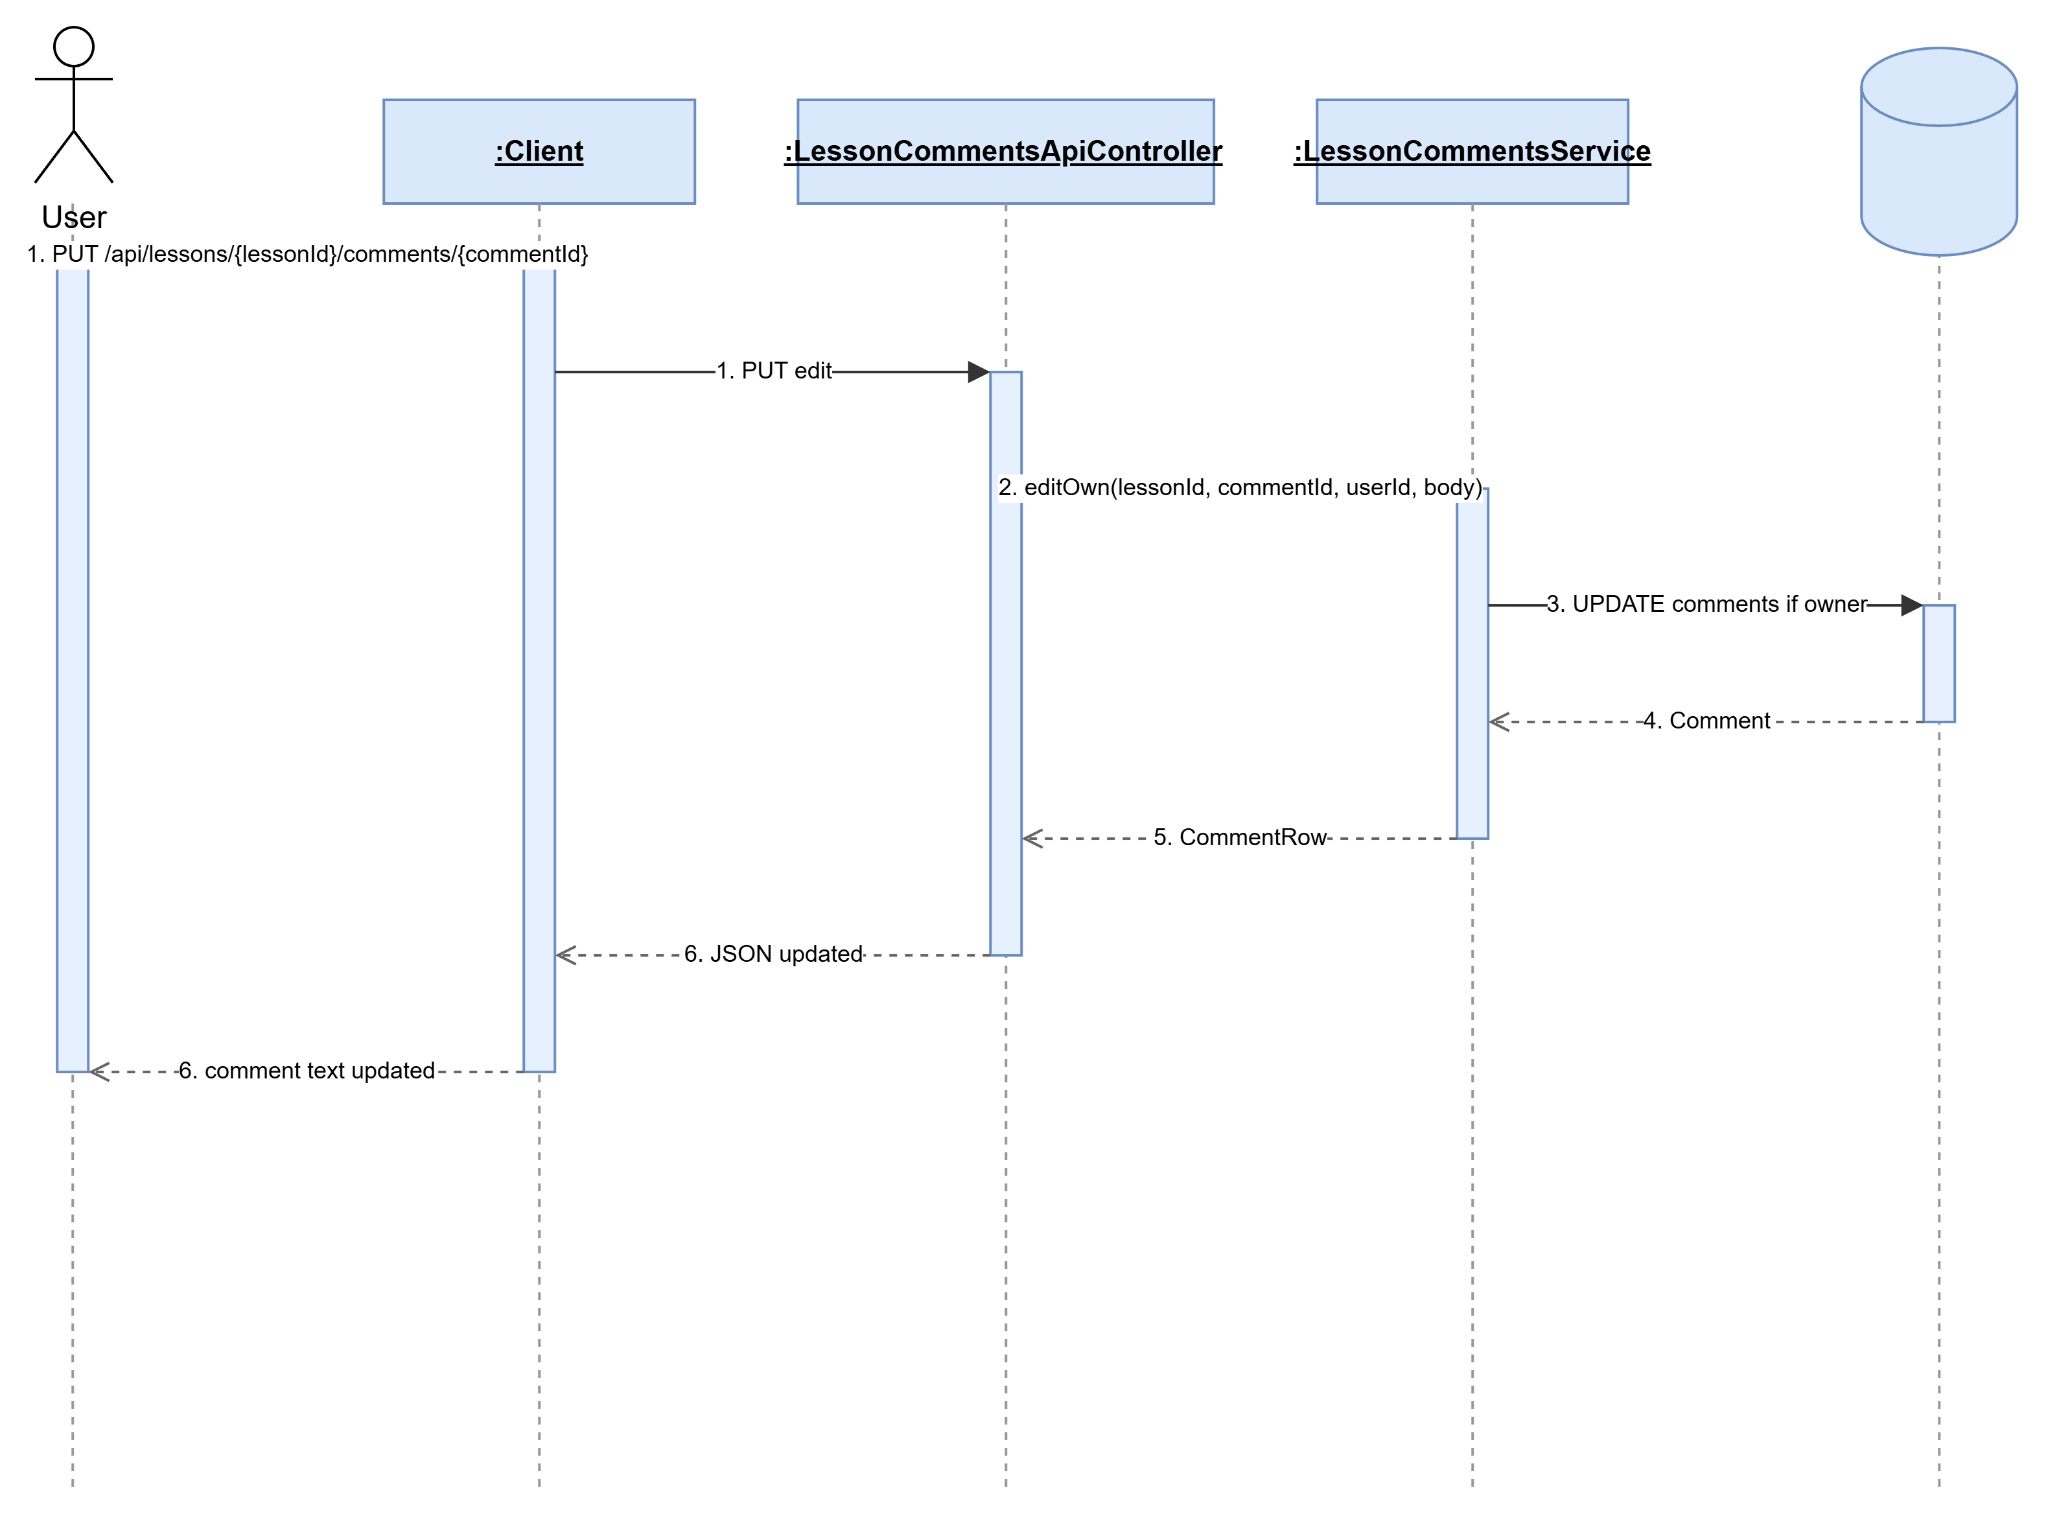 User
:Client
:LessonCommentsApiController
:LessonCommentsService
1. PUT /api/lessons/{lessonId}/comments/{commentId}
1. PUT edit
2. editOwn(lessonId, commentId, userId, body)
3. UPDATE comments if owner
4. Comment
5. CommentRow
6. JSON updated
6. comment text updated